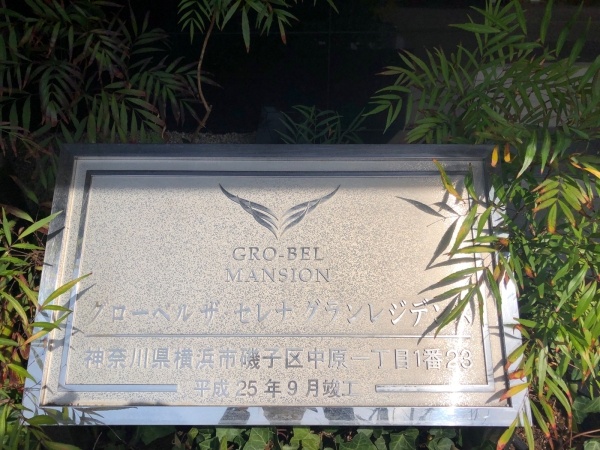 GRO-BEL
MANSION
グローベル ザ・セレナ グランレジデンス
神奈川県横浜市磯子区中原一丁目1番23
平成25年9月竣工